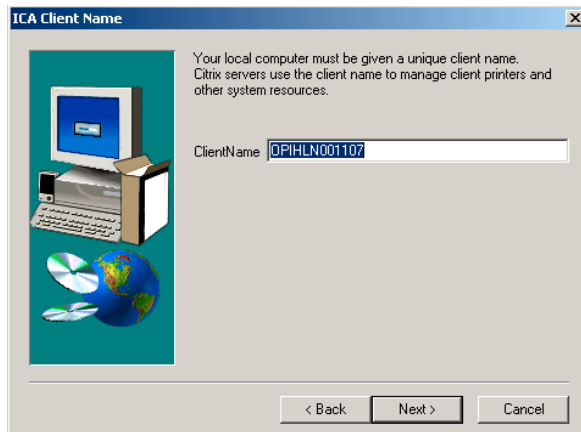 ICA Client Name
Your local computer must be given a unique client name.
Citrix servers use the client name to manage client printers and
other system resources.
ClientName OPIHLN001107
< Back Next > Cancel